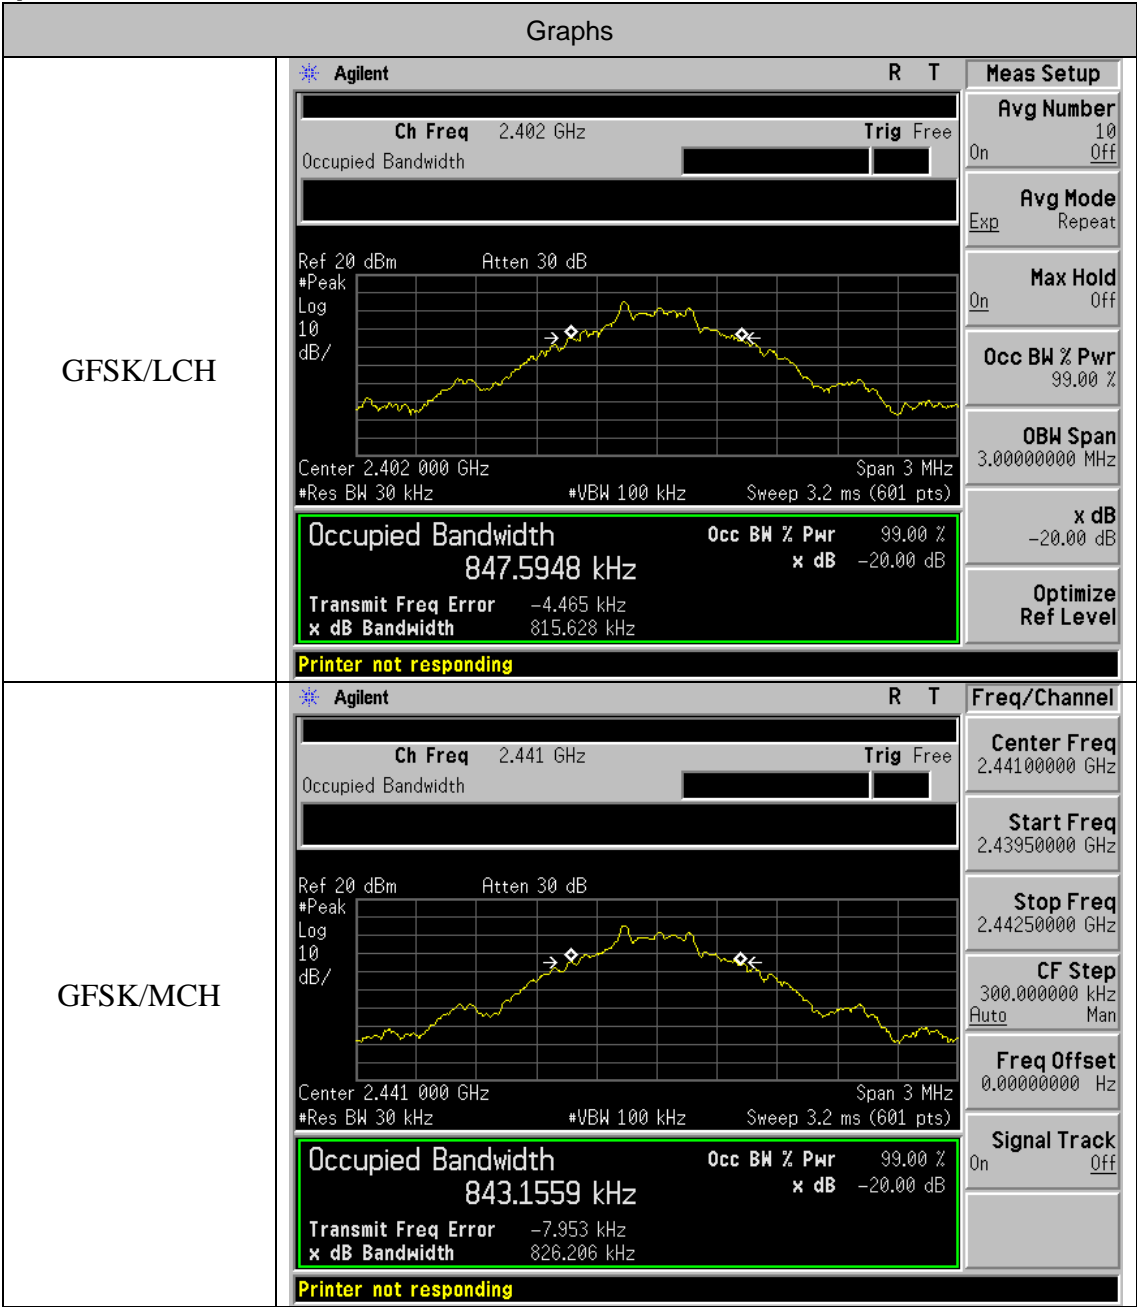 Graphs
GFSK/LCH
Agilent R T
Meas Setup
Ch Freq 2.402 GHz Trig Free
Occupied Bandwidth
Avg Number
10
On Off
Avg Mode
Exp Repeat
Max Hold
On Off
Occ BW % Pwr
99.00 %
OBW Span
3.00000000 MHz
x dB
-20.00 dB
Optimize
Ref Level
Ref 20 dBm Atten 30 dB
#Peak
Log
10
dB/
Center 2.402 000 GHz Span 3 MHz
#Res BW 30 kHz #VBW 100 kHz Sweep 3.2 ms (601 pts)
Occupied Bandwidth
847.5948 kHz
Occ BW % Pwr 99.00 %
x dB -20.00 dB
Transmit Freq Error -4.465 kHz
x dB Bandwidth 815.628 kHz
Printer not responding
GFSK/MCH
Agilent R T
Freq/Channel
Ch Freq 2.441 GHz Trig Free
Occupied Bandwidth
Center Freq
2.44100000 GHz
Start Freq
2.43950000 GHz
Stop Freq
2.44250000 GHz
CF Step
300.000000 kHz
Auto Man
Freq Offset
0.00000000 Hz
Signal Track
On Off
Ref 20 dBm Atten 30 dB
#Peak
Log
10
dB/
Center 2.441 000 GHz Span 3 MHz
#Res BW 30 kHz #VBW 100 kHz Sweep 3.2 ms (601 pts)
Occupied Bandwidth
843.1559 kHz
Occ BW % Pwr 99.00 %
x dB -20.00 dB
Transmit Freq Error -7.953 kHz
x dB Bandwidth 826.206 kHz
Printer not responding